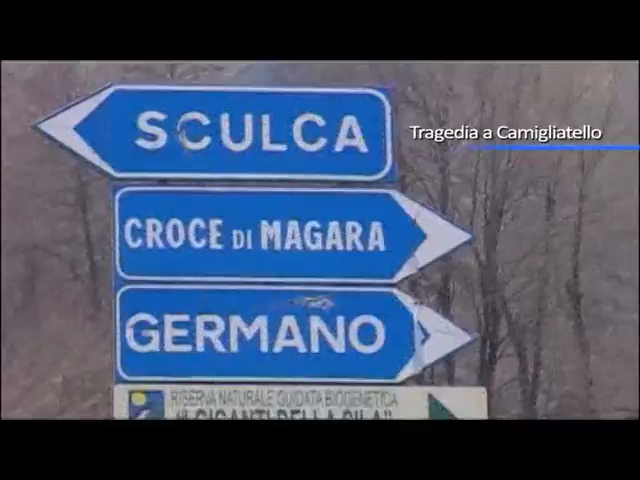 SCULCA
Tragedia a Camigliatello
CROCE DI MAGARA
GERMANO
RISERVA NATURALE GUIDATA BIOGENETICA
"I GIGANTI DELLA SILA"